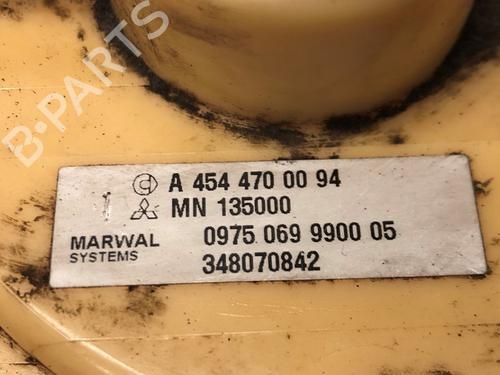 B-PARTS
A 454 470 00 94
MN 135000
MARWAL 0975 069 9900 05
SYSTEMS 348070842